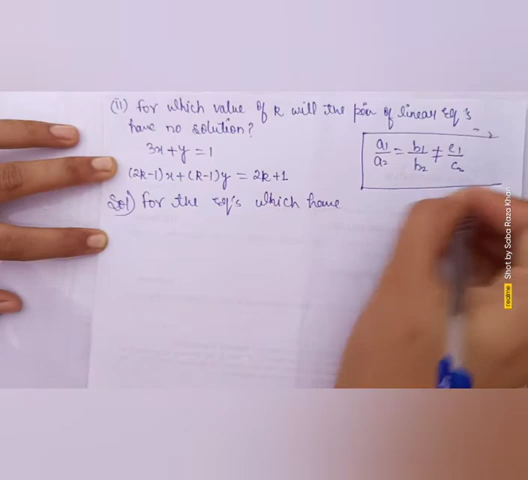 (ii) for which value of k will the pair of linear Eq's
have no solution?
3x+y=1
(2k-1)x+(k-1)y = 2k+1
a1/a2 = b1/b2 ≠ c1/c2
Sol) for the Eq's which have
realme Shot by Saba Raza Khan